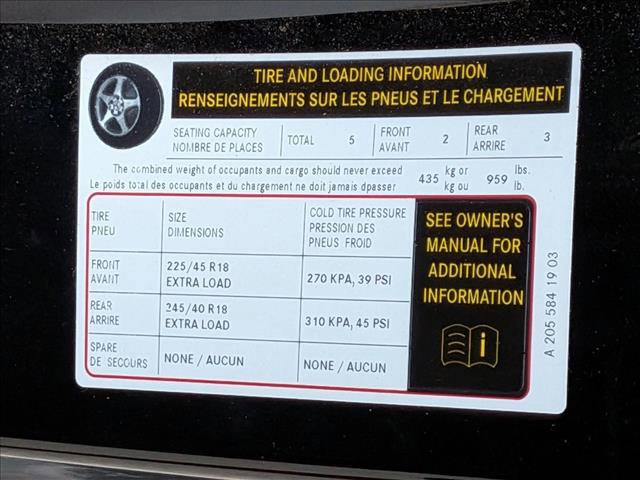 TIRE AND LOADING INFORMATION
RENSEIGNEMENTS SUR LES PNEUS ET LE CHARGEMENT
SEATING CAPACITY
NOMBRE DE PLACES
TOTAL 5
FRONT
AVANT
2
REAR
ARRIRE
3
The combined weight of occupants and cargo should never exceed 435 kg or 959 lbs.
Le poids total des occupants et du chargement ne doit jamais dpasser kg ou lb.
TIRE
PNEU
SIZE
DIMENSIONS
COLD TIRE PRESSURE
PRESSION DES
PNEUS FROID
FRONT
AVANT
225/45 R18
EXTRA LOAD
270 KPA, 39 PSI
REAR
ARRIRE
245/40 R18
EXTRA LOAD
310 KPA, 45 PSI
SPARE
DE SECOURS
NONE / AUCUN
NONE / AUCUN
SEE OWNER'S
MANUAL FOR
ADDITIONAL
INFORMATION
i
A 205 584 19 03